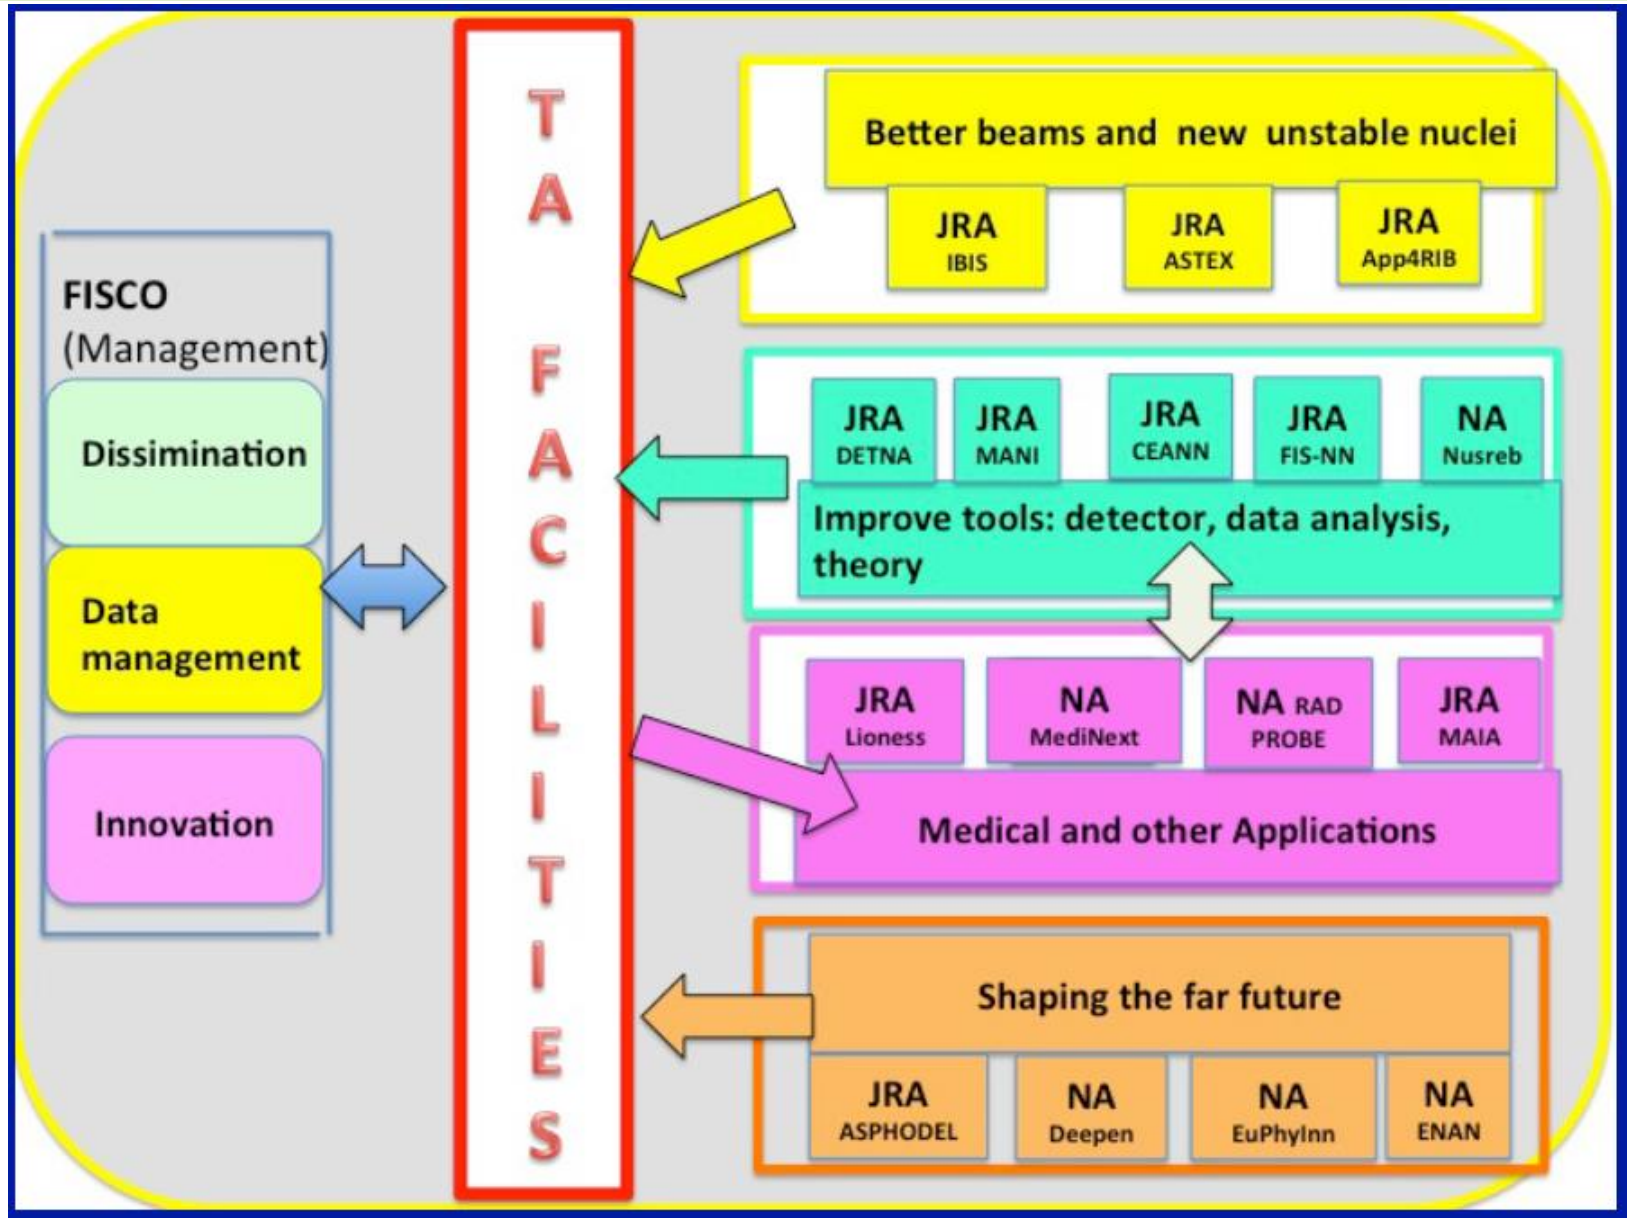 FISCO
(Management)
Dissimination
Data
management
Innovation
TA FACILITIES
Better beams and new unstable nuclei
JRA
IBIS
JRA
ASTEX
JRA
App4RIB
JRA
DETNA
JRA
MANI
JRA
CEANN
JRA
FIS-NN
NA
Nusreb
Improve tools: detector, data analysis,
theory
JRA
Lioness
NA
MediNext
NA RAD
PROBE
JRA
MAIA
Medical and other Applications
Shaping the far future
JRA
ASPHODEL
NA
Deepen
NA
EuPhyInn
NA
ENAN